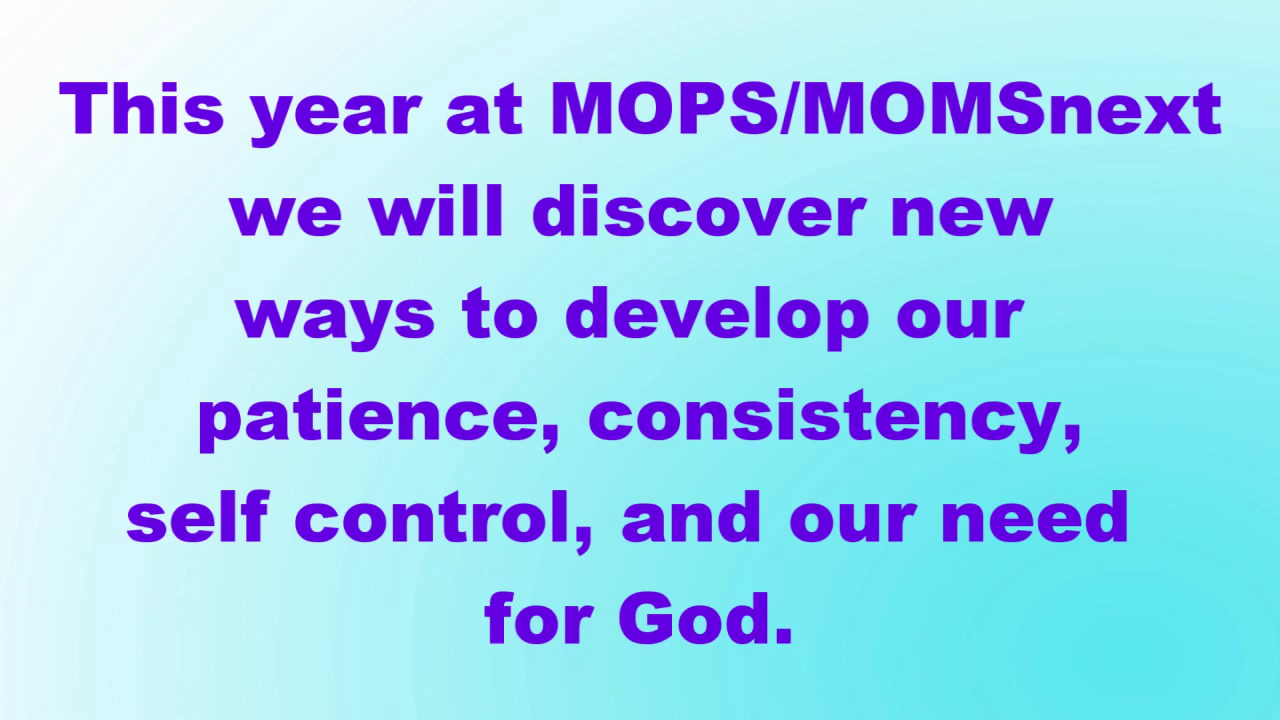 This year at MOPS/MOMSnext
we will discover new
ways to develop our
patience, consistency,
self control, and our need
for God.